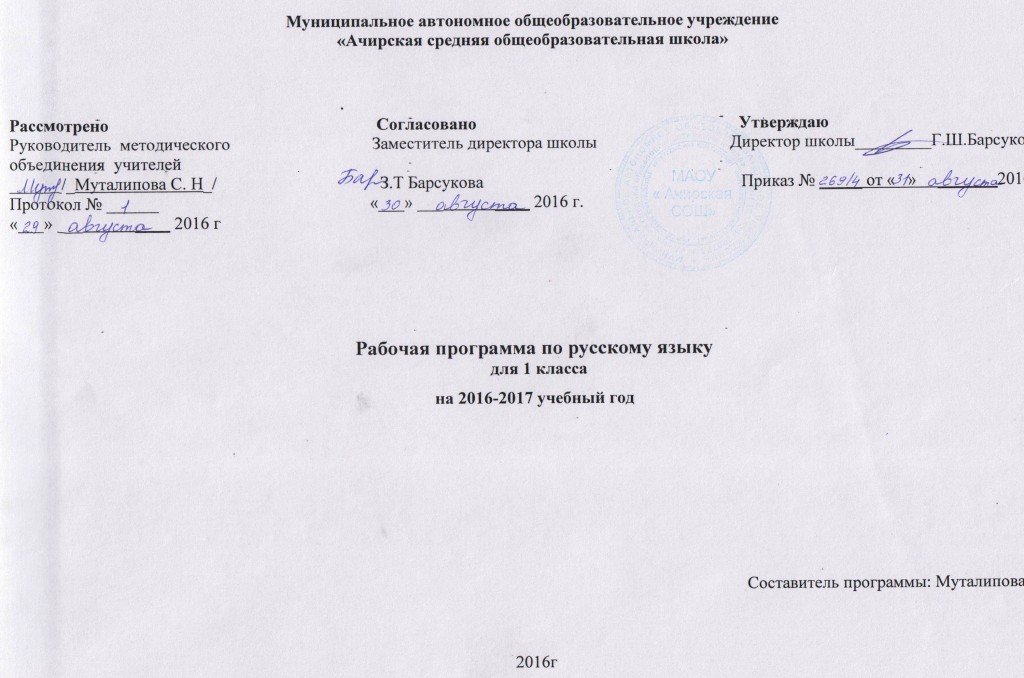 Муниципальное автономное общеобразовательное учреждение
«Ачирская средняя общеобразовательная школа»
Рассмотрено
Руководитель методического
объединения учителей
/ Муталипова С. Н /
Протокол № 1
«29» августа 2016 г
Согласовано
Заместитель директора школы
Бар З.Т Барсукова
«30» августа 2016 г.
Утверждаю
Директор школы Г.Ш.Барсуко
Приказ № 269/4 от «31» августа 201
МАОУ
« Ачирская
СОШ»
Рабочая программа по русскому языку
для 1 класса
на 2016-2017 учебный год
Составитель программы: Муталипова
2016г